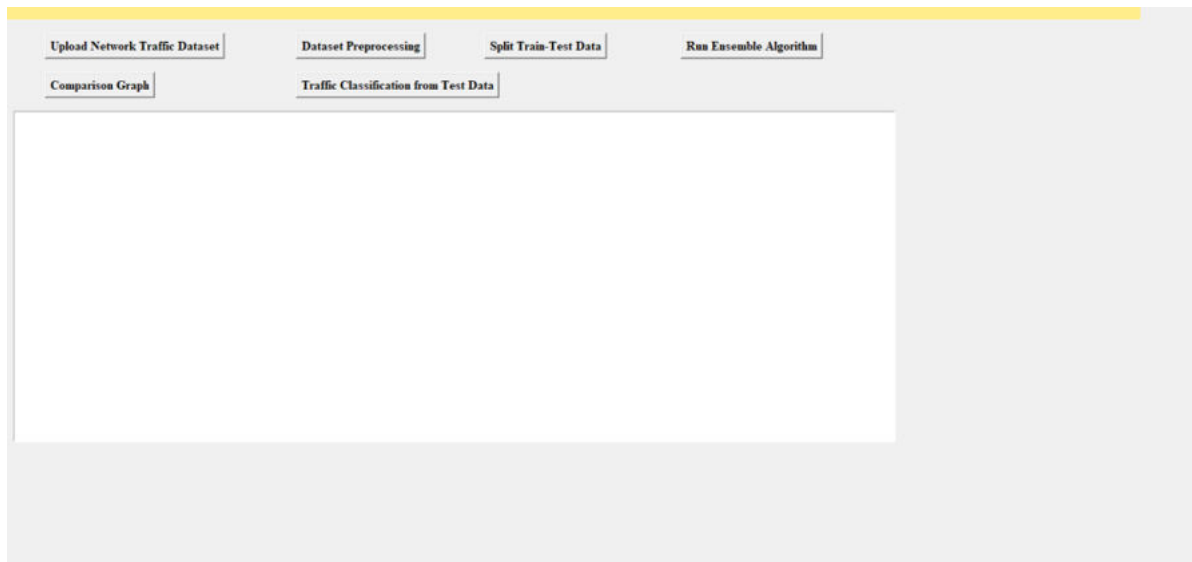 Upload Network Traffic Dataset Dataset Preprocessing Split Train-Test Data Run Ensemble Algorithm
Comparison Graph Traffic Classification from Test Data